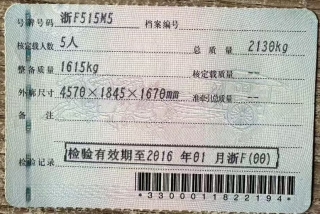 号牌号码 浙F515M5 档案编号
核定载人数 5人 总质量 2130kg
整备质量 1615kg 核定载质量 --
外廓尺寸 4570×1845×1670mm 准牵引总质量 --
备注
检验记录 检验有效期至2016 年01 月浙F(00)
*3300011822194*